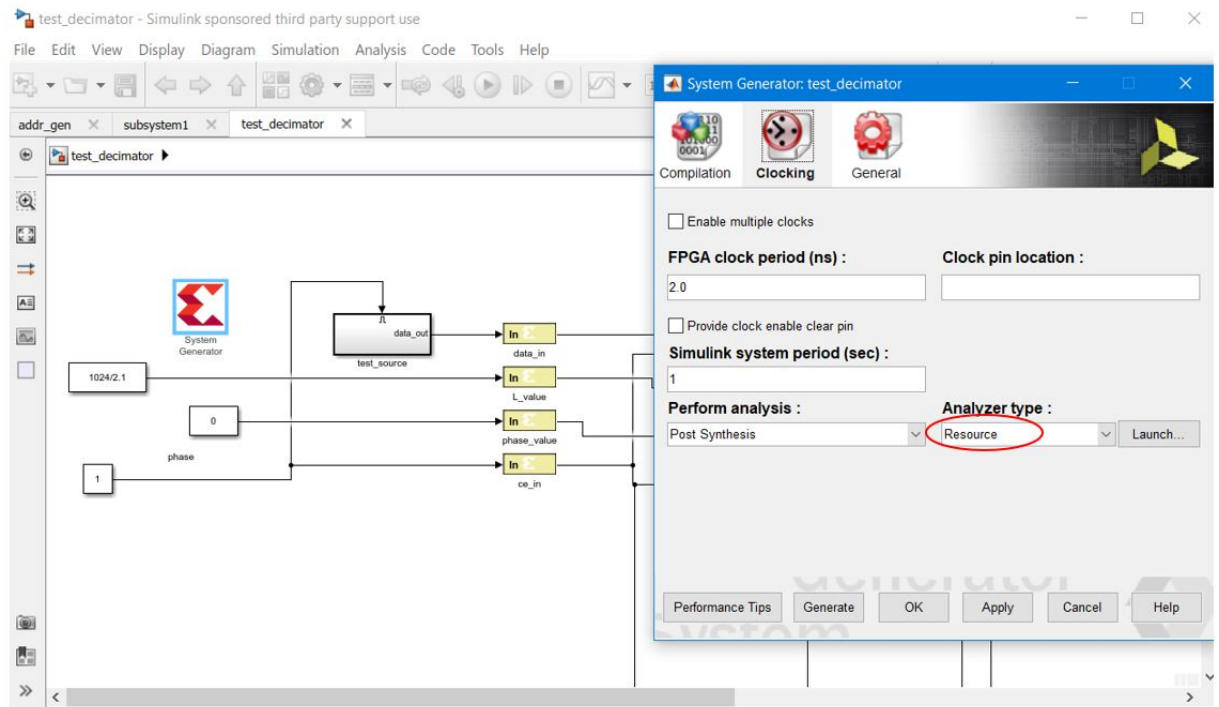 test_decimator - Simulink sponsored third party support use
File Edit View Display Diagram Simulation Analysis Code Tools Help
addr_gen subsystem1 test_decimator
test_decimator
System
Generator
data_out
test_source
In
data_in
1024/2.1
In
L_value
0
In
phase_value
phase
1
In
ce_in
System Generator: test_decimator
Compilation Clocking General
Enable multiple clocks
FPGA clock period (ns) : Clock pin location :
2.0
Provide clock enable clear pin
Simulink system period (sec) :
1
Perform analysis : Analyzer type :
Post Synthesis Resource Launch...
Generator
Performance Tips Generate OK Apply Cancel Help
System